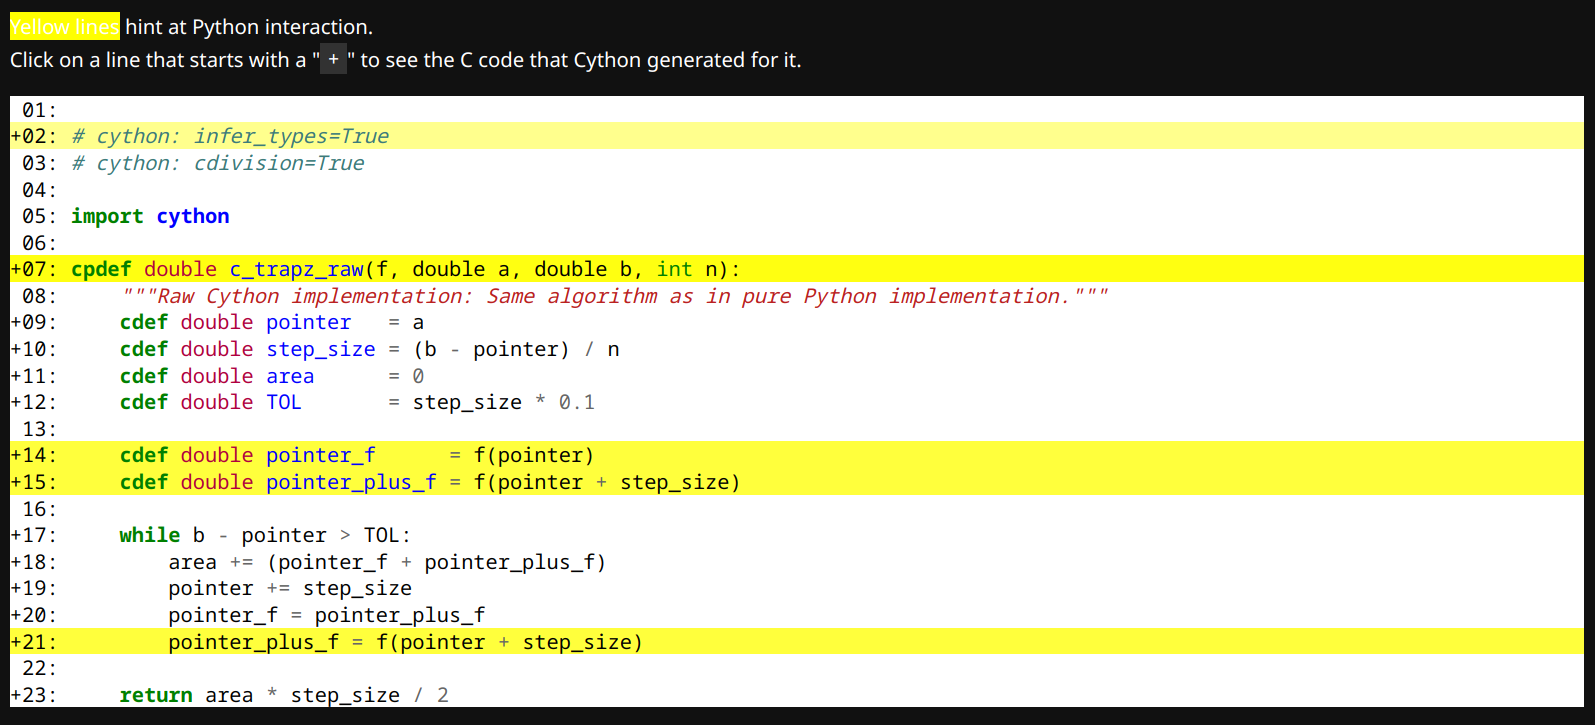 Yellow lines hint at Python interaction.
Click on a line that starts with a "+" to see the C code that Cython generated for it.
 01: 
+02: # cython: infer_types=True
 03: # cython: cdivision=True
 04: 
 05: import cython
 06: 
+07: cpdef double c_trapz_raw(f, double a, double b, int n):
 08:     """Raw Cython implementation: Same algorithm as in pure Python implementation."""
+09:     cdef double pointer   = a
+10:     cdef double step_size = (b - pointer) / n
+11:     cdef double area      = 0
+12:     cdef double TOL       = step_size * 0.1
 13: 
+14:     cdef double pointer_f      = f(pointer)
+15:     cdef double pointer_plus_f = f(pointer + step_size)
 16: 
+17:     while b - pointer > TOL:
+18:         area += (pointer_f + pointer_plus_f)
+19:         pointer += step_size
+20:         pointer_f = pointer_plus_f
+21:         pointer_plus_f = f(pointer + step_size)
 22: 
+23:     return area * step_size / 2